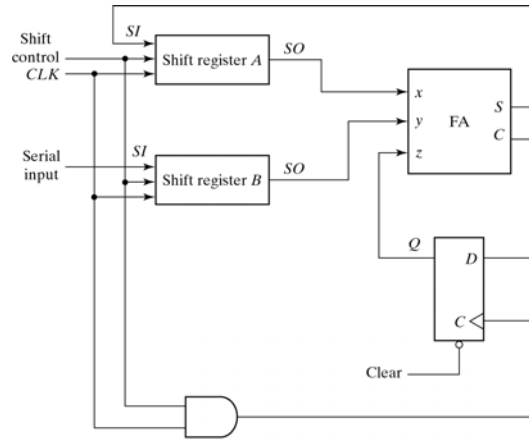 SI
Shift
control
CLK
Shift register A
SO
x
y
z
FA
S
C
Serial
input
SI
Shift register B
SO
Q
D
C
Clear